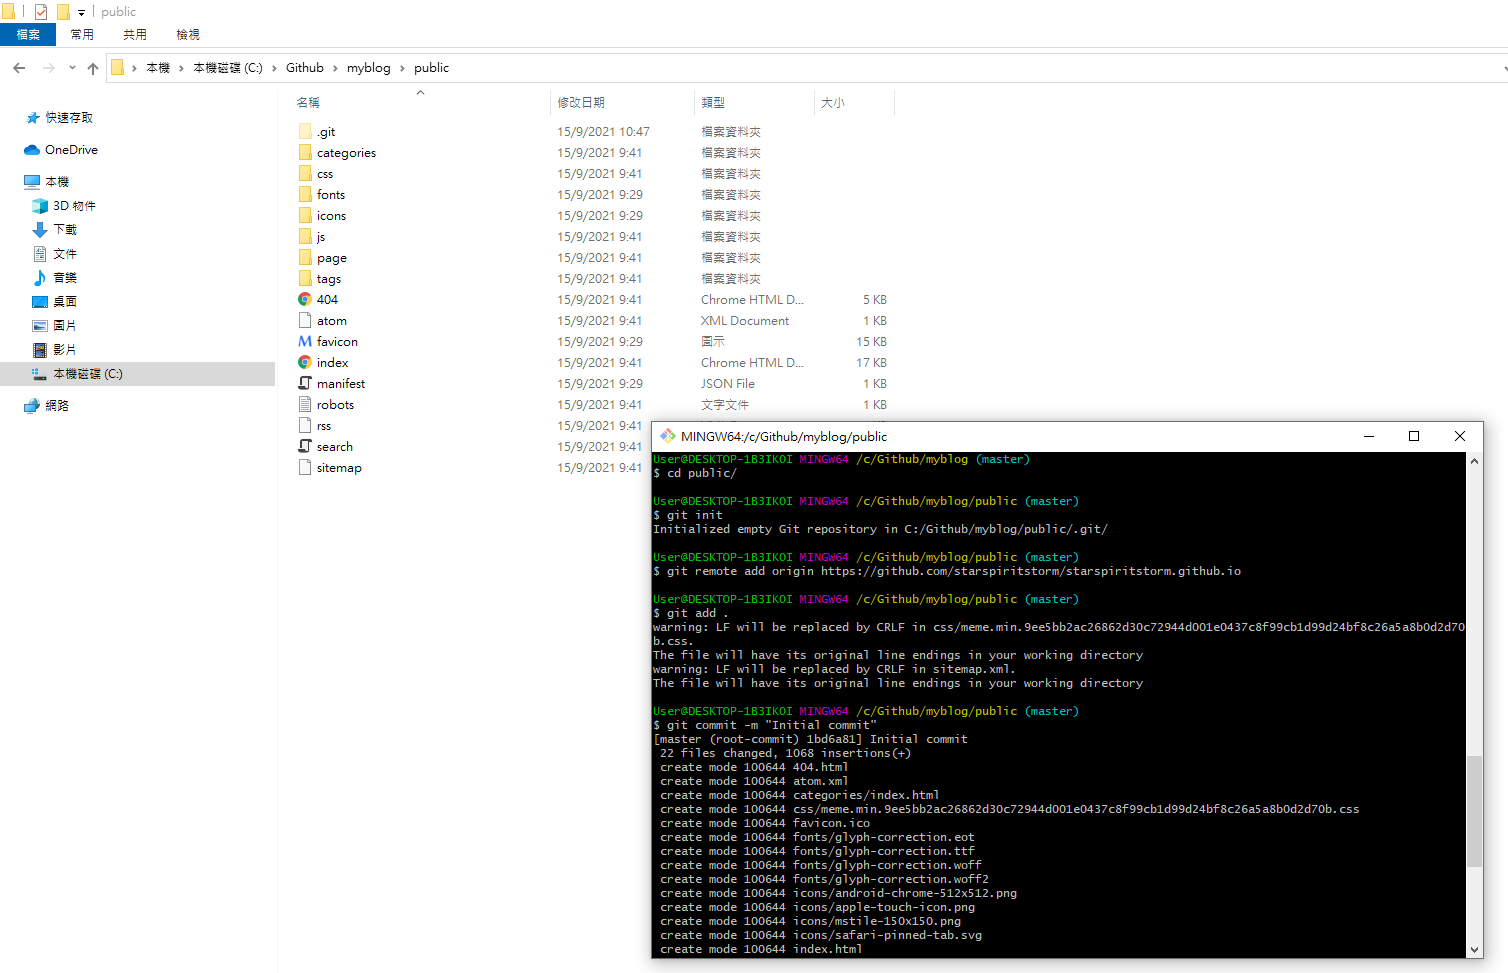 public
檔案 常用 共用 檢視
本機 本機磁碟 (C:) Github myblog public
快速存取
OneDrive
本機
3D 物件
下載
文件
音樂
桌面
圖片
影片
本機磁碟 (C:)
網路
名稱 修改日期 類型 大小
.git 15/9/2021 10:47 檔案資料夾
categories 15/9/2021 9:41 檔案資料夾
css 15/9/2021 9:41 檔案資料夾
fonts 15/9/2021 9:29 檔案資料夾
icons 15/9/2021 9:29 檔案資料夾
js 15/9/2021 9:41 檔案資料夾
page 15/9/2021 9:41 檔案資料夾
tags 15/9/2021 9:41 檔案資料夾
404 15/9/2021 9:41 Chrome HTML D... 5 KB
atom 15/9/2021 9:41 XML Document 1 KB
favicon 15/9/2021 9:29 圖示 15 KB
index 15/9/2021 9:41 Chrome HTML D... 17 KB
manifest 15/9/2021 9:29 JSON File 1 KB
robots 15/9/2021 9:41 文字文件 1 KB
rss 15/9/2021 9:41
search 15/9/2021 9:41
sitemap 15/9/2021 9:41
MINGW64:/c/Github/myblog/public
User@DESKTOP-1B3IKOI MINGW64 /c/Github/myblog (master)
$ cd public/
User@DESKTOP-1B3IKOI MINGW64 /c/Github/myblog/public (master)
$ git init
Initialized empty Git repository in C:/Github/myblog/public/.git/
User@DESKTOP-1B3IKOI MINGW64 /c/Github/myblog/public (master)
$ git remote add origin https://github.com/starspiritstorm/starspiritstorm.github.io
User@DESKTOP-1B3IKOI MINGW64 /c/Github/myblog/public (master)
$ git add .
warning: LF will be replaced by CRLF in css/meme.min.9ee5bb2ac26862d30c72944d001e0437c8f99cb1d99d24bf8c26a5a8b0d2d70
b.css.
The file will have its original line endings in your working directory
warning: LF will be replaced by CRLF in sitemap.xml.
The file will have its original line endings in your working directory
User@DESKTOP-1B3IKOI MINGW64 /c/Github/myblog/public (master)
$ git commit -m "Initial commit"
[master (root-commit) 1bd6a81] Initial commit
22 files changed, 1068 insertions(+)
create mode 100644 404.html
create mode 100644 atom.xml
create mode 100644 categories/index.html
create mode 100644 css/meme.min.9ee5bb2ac26862d30c72944d001e0437c8f99cb1d99d24bf8c26a5a8b0d2d70b.css
create mode 100644 favicon.ico
create mode 100644 fonts/glyph-correction.eot
create mode 100644 fonts/glyph-correction.ttf
create mode 100644 fonts/glyph-correction.woff
create mode 100644 fonts/glyph-correction.woff2
create mode 100644 icons/android-chrome-512x512.png
create mode 100644 icons/apple-touch-icon.png
create mode 100644 icons/mstile-150x150.png
create mode 100644 icons/safari-pinned-tab.svg
create mode 100644 index.html